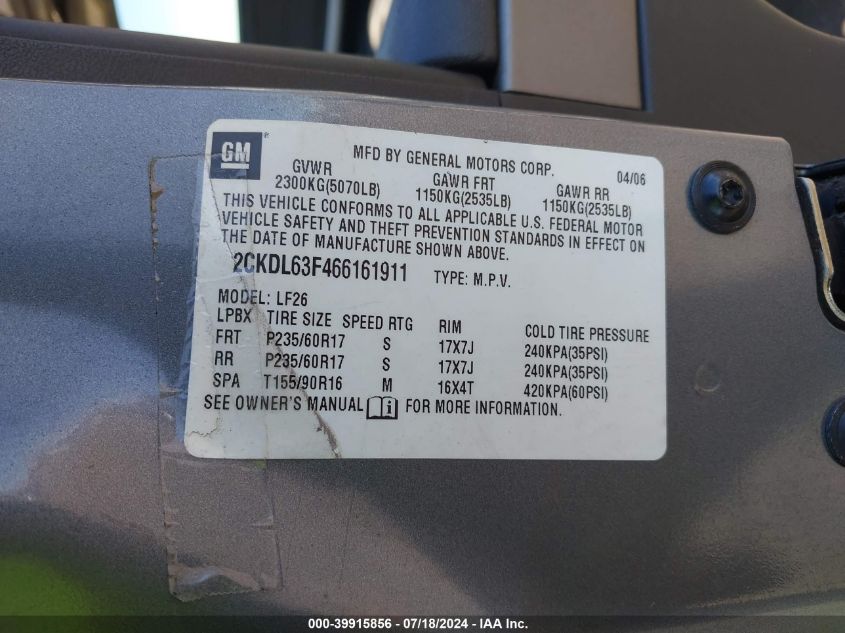 GM
MFD BY GENERAL MOTORS CORP. 04/06
GVWR GAWR FRT GAWR RR
2300KG(5070LB) 1150KG(2535LB) 1150KG(2535LB)
THIS VEHICLE CONFORMS TO ALL APPLICABLE U.S. FEDERAL MOTOR
VEHICLE SAFETY AND THEFT PREVENTION STANDARDS IN EFFECT ON
THE DATE OF MANUFACTURE SHOWN ABOVE.
2CKDL63F466161911 TYPE: M.P.V.
MODEL: LF26
LPBX TIRE SIZE SPEED RTG RIM COLD TIRE PRESSURE
FRT P235/60R17 S 17X7J 240KPA(35PSI)
RR P235/60R17 S 17X7J 240KPA(35PSI)
SPA T155/90R16 M 16X4T 420KPA(60PSI)
SEE OWNER'S MANUAL FOR MORE INFORMATION.
000-39915856 - 07/18/2024 - IAA Inc.